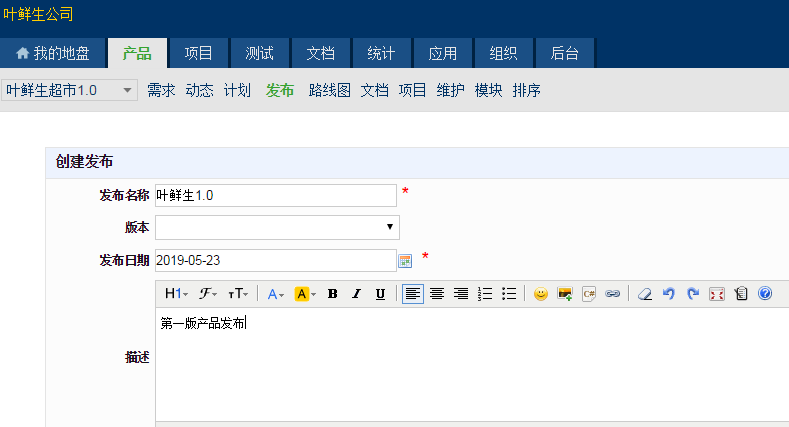 叶鲜生公司
我的地盘 产品 项目 测试 文档 统计 应用 组织 后台
叶鲜生超市1.0 需求 动态 计划 发布 路线图 文档 项目 维护 模块 排序
创建发布
发布名称 叶鲜生1.0 *
版本
发布日期 2019-05-23 *
H1 F TT A A B I U C#
第一版产品发布
描述